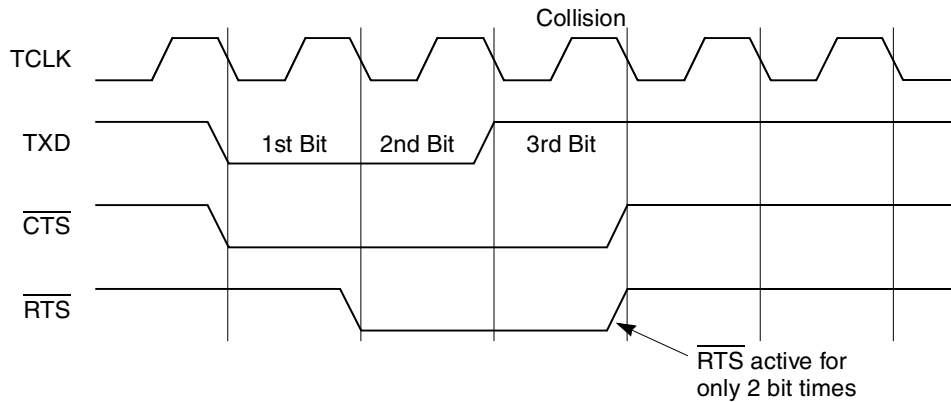 Collision
TCLK
TXD
1st Bit
2nd Bit
3rd Bit
CTS
RTS
RTS active for
only 2 bit times